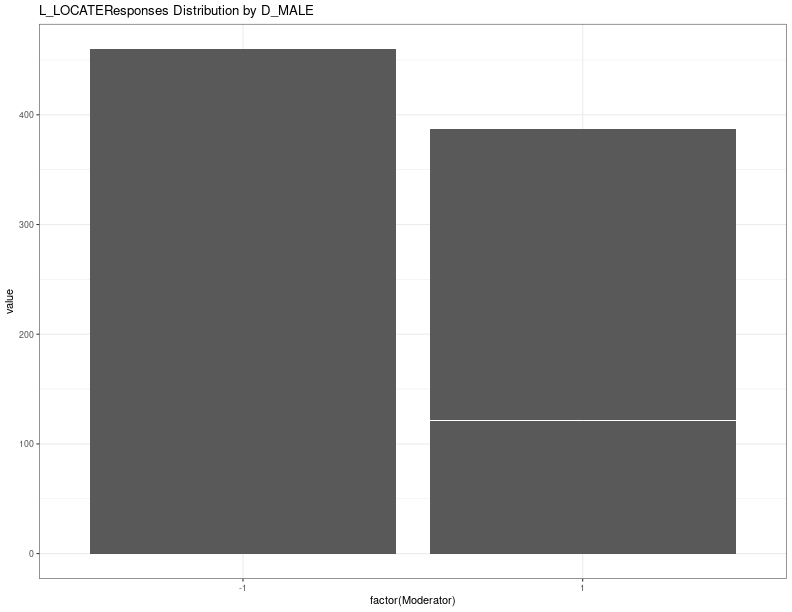 L_LOCATEResponses Distribution by D_MALE
400
300
200
100
0
value
-1
1
factor(Moderator)